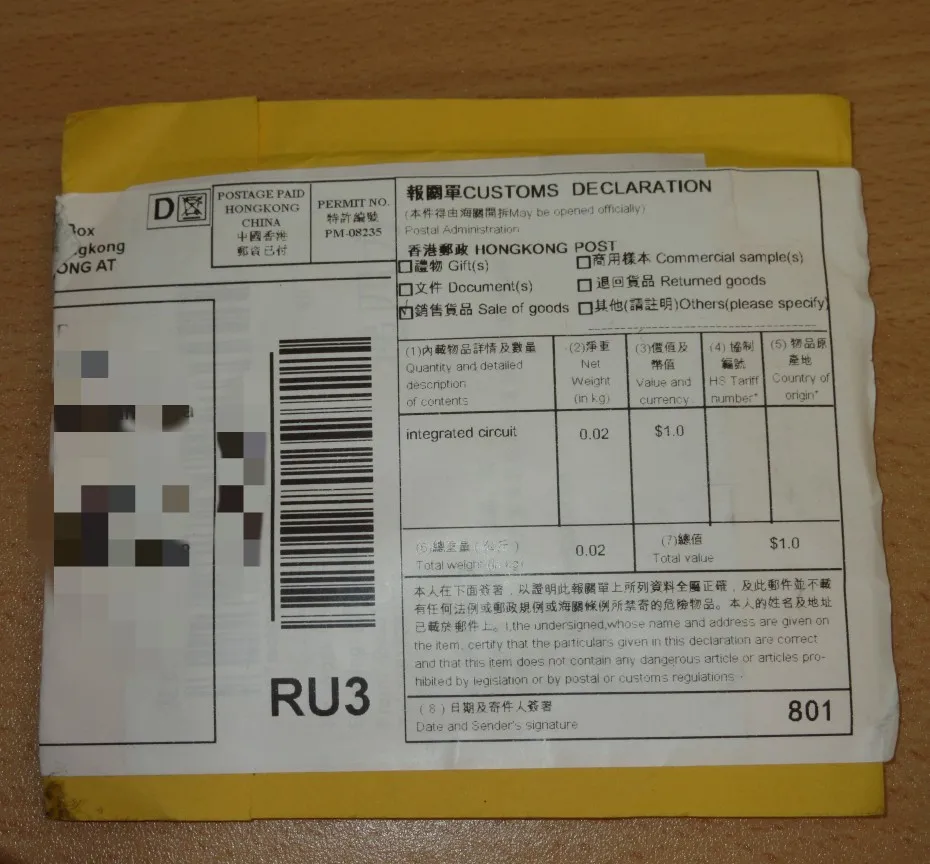 D
POSTAGE PAID
HONGKONG
CHINA
中國香港
郵資已付
PERMIT NO.
特許編號
PM-08235
ONG AT
RU3
報關單CUSTOMS DECLARATION
(本件得由海關開拆May be opened officially)
Postal Administration
香港郵政 HONGKONG POST
禮物 Gift(s)
商用樣本 Commercial sample(s)
文件 Document(s)
退回貨品 Returned goods
銷售貨品 Sale of goods
其他(請註明)Others(please specify)
(1)內載物品詳情及數量
Quantity and detailed
description
of contents
(2)淨重
Net
Weight
(in kg)
(3)價值及
幣值
Value and
currency
(4)
編號
HS Tariff
number*
(5) 物品原
產地
Country of
origin*
integrated circuit
0.02
$1.0
(6)總重量(公斤)
Total weight(in kg)
0.02
(7)總值
Total value
$1.0
本人在下面簽署，以證明此報關單上所列資料全屬正確，及此郵件並不載
有任何法例或郵政規例或海關條例所禁寄的危險物品。本人的姓名及地址
已載於郵件上。I,the undersigned,whose name and address are given on
the item, certify that the particulars given in this declaration are correct
and that this item does not contain any dangerous article or articles pro-
hibited by legislation or by postal or customs regulations
(8)日期及寄件人簽署
Date and Sender's signature
801